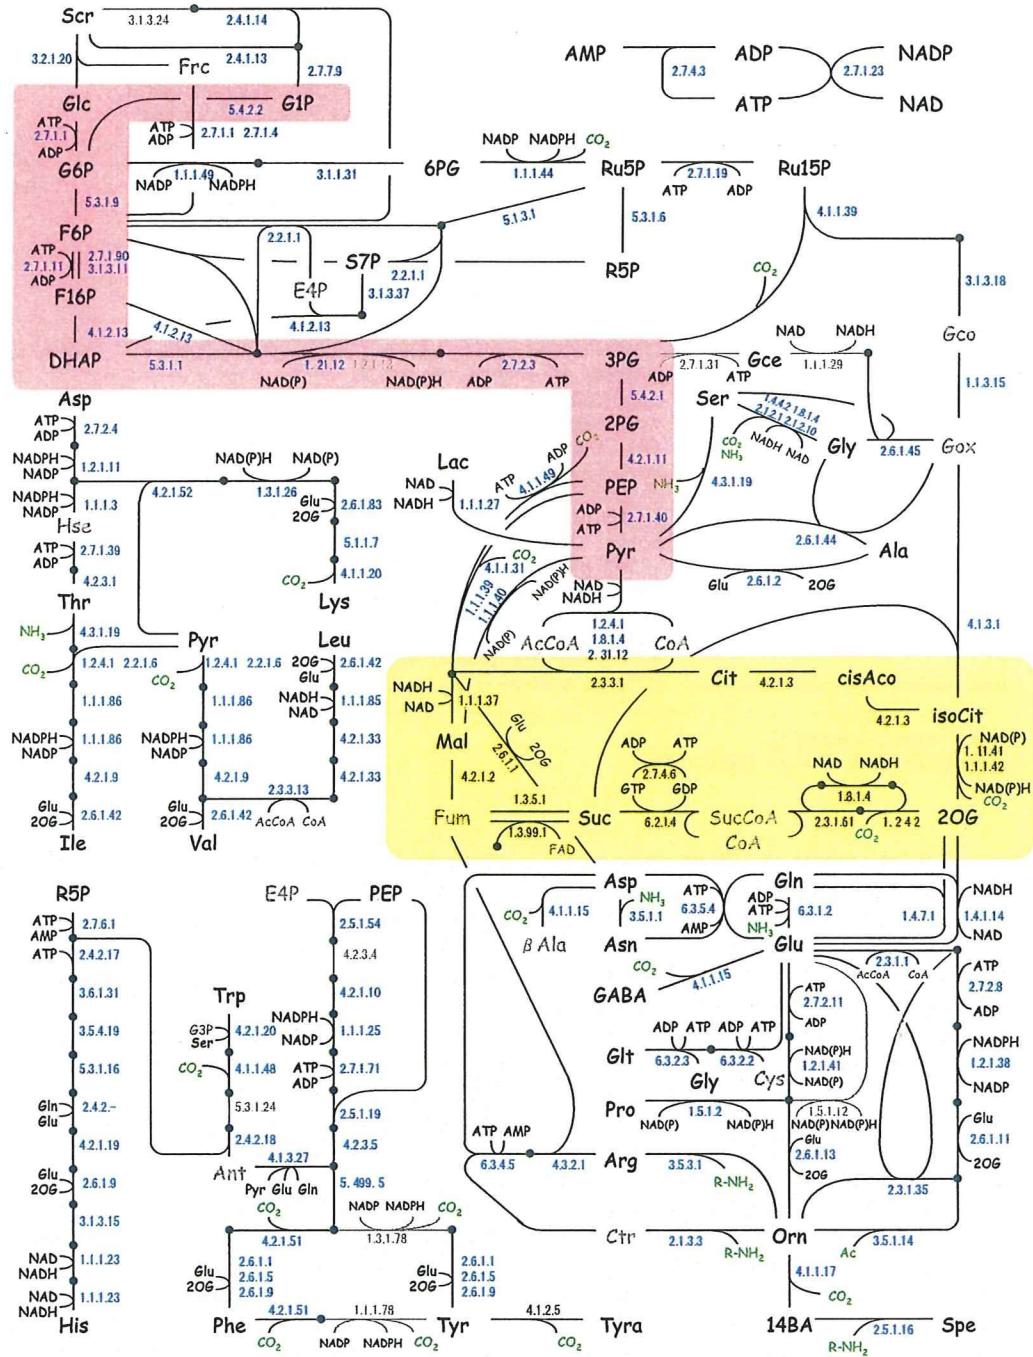 Scr 3.1.3.24 2.4.1.14
AMP ADP NADP
3.2.1.20 2.4.1.13
Frc 2.7.7.9 2.7.4.3 2.7.1.23
Glc 5.4.2.2 G1P ATP NAD
ATP 2.7.1.1 ADP
ATP ADP 2.7.1.1 2.7.1.4
G6P 1.1.1.49 3.1.1.31 6PG 1.1.1.44 Ru5P 2.7.1.19 Ru15P
NADP NADPH NADP NADPH CO₂ ATP ADP
5.3.1.9 5.1.3.1 5.3.1.6 4.1.1.39
F6P 2.2.1.1
ATP 2.7.1.11 ADP 2.7.1.90 3.1.3.11
S7P 2.2.1.1 R5P CO₂ 3.1.3.18
F16P E4P 3.1.3.37
4.1.2.13 4.1.2.13 4.1.2.13
Gco
DHAP 5.3.1.1 1. 21.12 1.2.1.13 2.7.2.3 3PG 2.7.1.31 Gce 1.1.1.29
NAD(P) NAD(P)H ADP ATP ADP ATP NAD NADH
1.1.3.15
Asp 5.4.2.1 Ser 1.4.4.2 1.8.1.4
2.1.2.1 2.1.2.10
ATP ADP 2.7.2.4 2PG CO₂ NH₃ NADH NAD Gly 2.6.1.45 Gox
NADPH NADP 1.2.1.11 NAD(P)H NAD(P) Lac ATP 4.1.1.49 ADP CO₂ 4.2.1.11
4.2.1.52 1.3.1.26 NAD NADH 1.1.1.27 PEP NH₃ 4.3.1.19
NADPH NADP 1.1.1.3 Glu 2OG 2.6.1.83 ADP ATP 2.7.1.40
Hse 2.6.1.44
ATP ADP 2.7.1.39 5.1.1.7 Pyr Ala
4.2.3.1 CO₂ 4.1.1.20 CO₂ 4.1.1.31 NAD(P)H NAD NADH Glu 2.6.1.2 2OG
Thr Lys 1.1.1.39 1.1.1.40 NAD(P)
NH₃ 4.3.1.19 Pyr Leu AcCoA 1.2.4.1 1.8.1.4 2. 31.12 CoA 4.1.3.1
CO₂ 1.2.4.1 2.2.1.6 CO₂ 1.2.4.1 2.2.1.6 2OG Glu 2.6.1.42
2.3.3.1 Cit 4.2.1.3 cisAco
1.1.1.86 1.1.1.86 NADH NAD 1.1.1.85 NADH NAD 1.1.1.37 4.2.1.3 isoCit
NADPH NADP 1.1.1.86 NADPH NADP 1.1.1.86 4.2.1.33 Mal Glu 2OG 2.6.1.1 ADP ATP 2.7.4.6 NAD NADH NAD(P) 1. 11.41 1.1.1.42 NAD(P)H CO₂
4.2.1.9 4.2.1.9 4.2.1.33 4.2.1.2 GTP GDP 1.8.1.4
2.3.3.13 1.3.5.1
Glu 2OG 2.6.1.42 Glu 2OG 2.6.1.42 AcCoA CoA Fum 1.3.99.1 FAD Suc 6.2.1.4 SucCoA CoA 2.3.1.61 CO₂ 1. 2 4 2 2OG
Ile Val
R5P E4P PEP Asp Gln
ATP AMP 2.7.6.1 2.5.1.54 CO₂ 4.1.1.15 NH₃ 3.5.1.1 ATP 6.3.5.4 AMP ADP ATP NH₃ 6.3.1.2 1.4.7.1 NADH 1.4.1.14 NAD
ATP 2.4.2.17 4.2.3.4 β Ala Asn Glu
3.6.1.31 4.2.1.10 CO₂ 4.1.1.15 2.3.1.1 AcCoA CoA
Trp GABA ATP 2.7.2.11 ADP ATP 2.7.2.8 ADP
3.5.4.19 G3P Ser 4.2.1.20 NADPH NADP 1.1.1.25
5.3.1.16 CO₂ 4.1.1.48 ATP ADP 2.7.1.71 Glt ADP ATP 6.3.2.3 ADP ATP 6.3.2.2 NAD(P)H 1.2.1.41 NAD(P) NADPH 1.2.1.38 NADP
Gly Cys
Gln Glu 2.4.2.- 5.3.1.24 2.5.1.19 Pro 1.5.1.2 1.5.1.12
NAD(P) NAD(P)H NAD(P) NAD(P)H
4.2.1.19 2.4.2.18 4.2.3.5 ATP AMP Glu 2.6.1.13 2OG Glu 2.6.1.11 2OG
Ant 4.1.3.27 6.3.4.5 4.3.2.1 Arg 3.5.3.1 R-NH₂
Glu 2OG 2.6.1.9 Pyr Glu Gln 5. 499. 5 2.3.1.35
3.1.3.15 CO₂ NADP NADPH CO₂
4.2.1.51 1.3.1.78 Ctr 2.1.3.3 R-NH₂ Orn Ac 3.5.1.14
NAD NADH 1.1.1.23 Glu 2OG 2.6.1.1 2.6.1.5 2.6.1.9 Glu 2OG 2.6.1.1 2.6.1.5 2.6.1.9 4.1.1.17
NAD NADH 1.1.1.23 CO₂
4.2.1.51 1.1.1.78 4.1.2.5
His Phe Tyr Tyra 14BA Spe
CO₂ NADP NADPH CO₂ CO₂ R-NH₂ 2.5.1.16